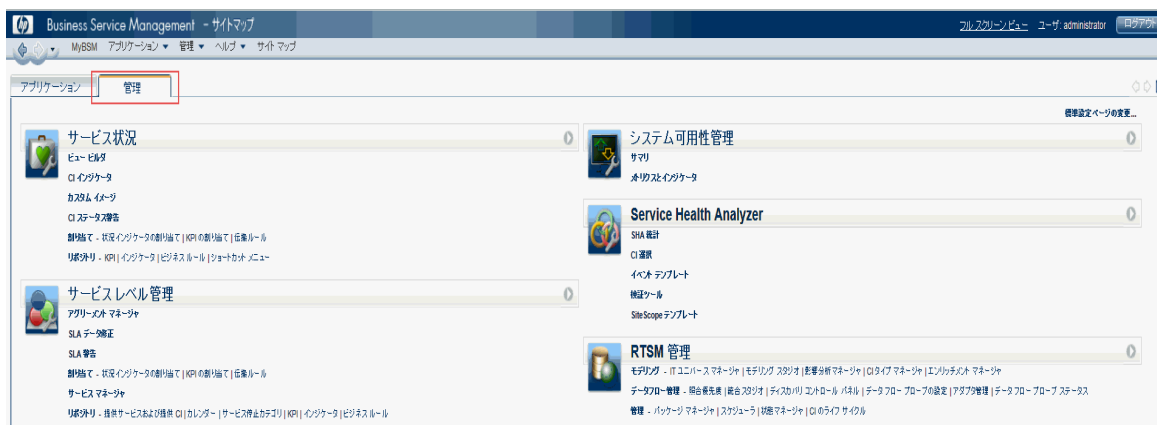 hp Business Service Management - サイトマップ
フル スクリーン ビュー ユーザ: administrator ログアウト
MyBSM アプリケーション ▼ 管理 ▼ ヘルプ ▼ サイト マップ
アプリケーション 管理
標準設定ページの変更...
サービス状況
ビュー ビルダ
CI インジケータ
カスタム イメージ
CI ステータス警告
割り当て - 状況インジケータの割り当て | KPI の割り当て | 伝播ルール
リポジトリ - KPI | インジケータ | ビジネス ルール | ショートカット メニュー
サービス レベル管理
アグリーメント マネージャ
SLA データ修正
SLA 警告
割り当て - 状況インジケータの割り当て | KPI の割り当て | 伝播ルール
サービス マネージャ
リポジトリ - 提供サービスおよび提供 CI | カレンダー | サービス停止カテゴリ | KPI | インジケータ | ビジネス ルール
システム可用性管理
サマリ
メトリクスとインジケータ
Service Health Analyzer
SHA 統計
CI 選択
イベント テンプレート
検証ツール
SiteScope テンプレート
RTSM 管理
モデリング - IT ユニバース マネージャ | モデリング スタジオ | 影響分析マネージャ | CI タイプ マネージャ | エンリッチメント マネージャ
データフロー管理 - 照合優先度 | 統合スタジオ | ディスカバリ コントロール パネル | データ フロー プローブの設定 | アダプタ管理 | データ フロー プローブ ステータス
管理 - パッケージ マネージャ | スケジューラ | 状態マネージャ | CI のライフ サイクル